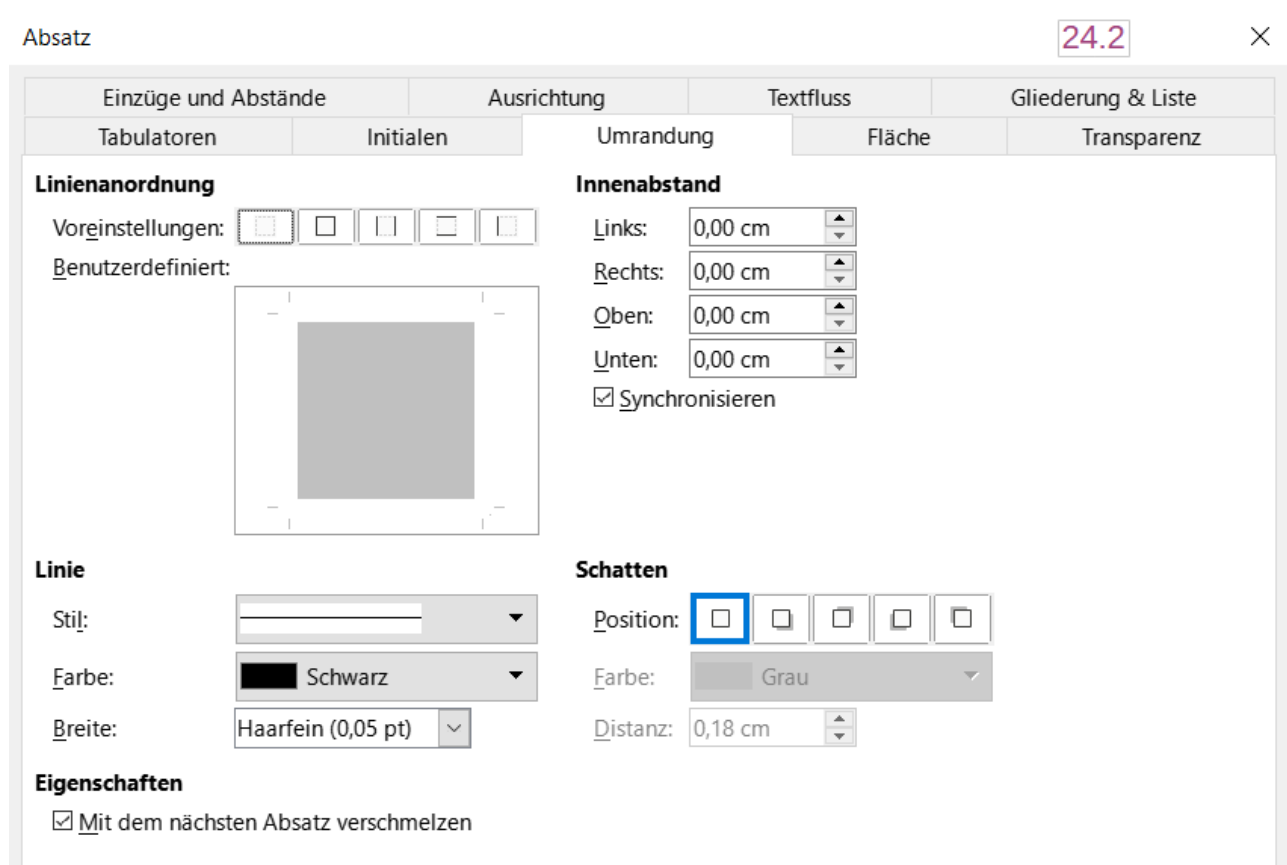 Absatz 24.2
Einzüge und Abstände Ausrichtung Textfluss Gliederung & Liste
Tabulatoren Initialen Umrandung Fläche Transparenz
Linienanordnung
Voreinstellungen:
Benutzerdefiniert:
Innenabstand
Links: 0,00 cm
Rechts: 0,00 cm
Oben: 0,00 cm
Unten: 0,00 cm
Synchronisieren
Linie
Stil:
Farbe: Schwarz
Breite: Haarfein (0,05 pt)
Schatten
Position:
Farbe: Grau
Distanz: 0,18 cm
Eigenschaften
Mit dem nächsten Absatz verschmelzen